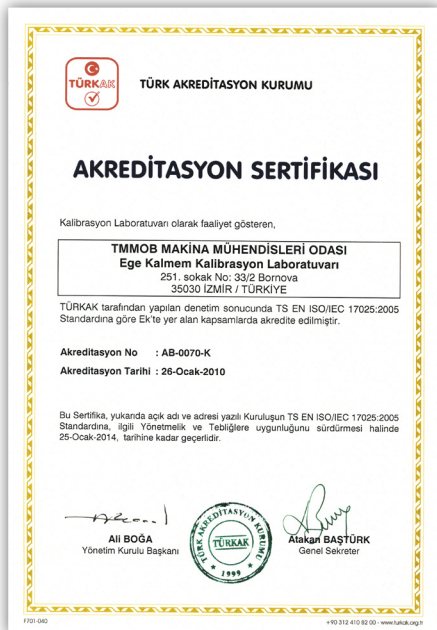 TÜRKAK
TÜRK AKREDİTASYON KURUMU
AKREDİTASYON SERTİFİKASI
Kalibrasyon Laboratuvarı olarak faaliyet gösteren,
TMMOB MAKİNA MÜHENDİSLERİ ODASI
Ege Kalmem Kalibrasyon Laboratuvarı
251. sokak No: 33/2 Bornova
35030 İZMİR / TÜRKİYE
TÜRKAK tarafından yapılan denetim sonucunda TS EN ISO/IEC 17025:2005
Standardına göre Ek'te yer alan kapsamlarda akredite edilmiştir.
Akreditasyon No : AB-0070-K
Akreditasyon Tarihi : 26-Ocak-2010
Bu Sertifika, yukarıda açık adı ve adresi yazılı Kuruluşun TS EN ISO/IEC 17025:2005
Standardına, ilgili Yönetmelik ve Tebliğlere uygunluğunu sürdürmesi halinde
25-Ocak-2014, tarihine kadar geçerlidir.
TÜRK AKREDİTASYON KURUMU
TÜRKAK
1999
Ali BOĞA
Yönetim Kurulu Başkanı
Atakan BAŞTÜRK
Genel Sekreter
F701-040
+90 312 410 82 00 - www.turkak.org.tr